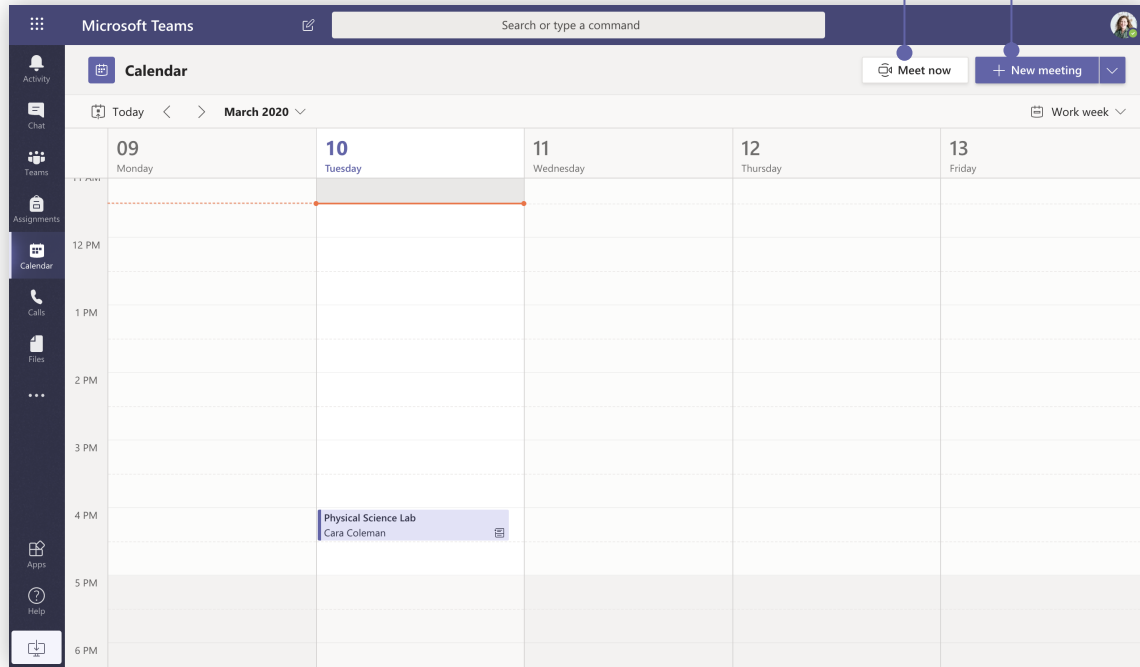 Microsoft Teams
Search or type a command
Activity
Chat
Teams
Assignments
Calendar
Calls
Files
Apps
Help
Calendar
Meet now
New meeting
Today
March 2020
Work week
09
Monday
10
Tuesday
11
Wednesday
12
Thursday
13
Friday
11 AM
12 PM
1 PM
2 PM
3 PM
4 PM
5 PM
6 PM
Physical Science Lab
Cara Coleman